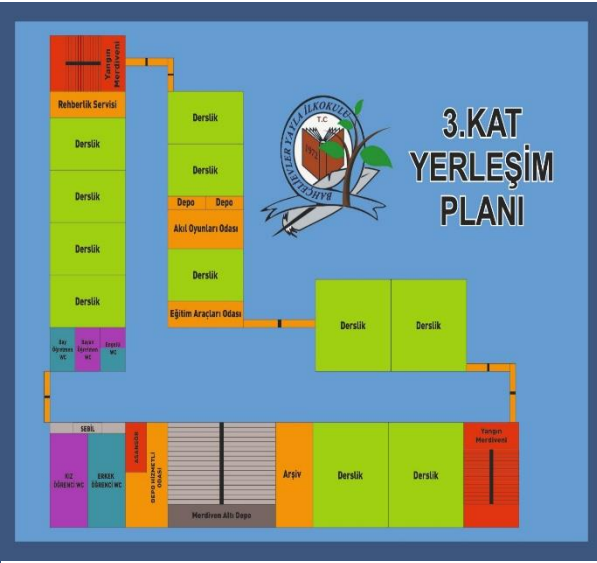 Yangın
Merdiveni
Rehberlik Servisi
Derslik
Derslik
Derslik
Derslik
Bay
Öğretmen
WC
Bayan
Öğretmen
WC
Engelli
WC
Derslik
Derslik
Depo Depo
Akıl Oyunları Odası
Derslik
Eğitim Araçları Odası
BAHÇELİEVLER YAYLA İLKOKULU
T.C
3.KAT
YERLEŞİM
PLANI
Derslik
Derslik
SEBİL
KIZ
ÖĞRENCİ WC
ERKEK
ÖĞRENCİ WC
ASANSÖR
DEPO HİZMETLİ
ODASI
Merdiven Altı Depo
Arşiv
Derslik
Derslik
Yangın
Merdiveni